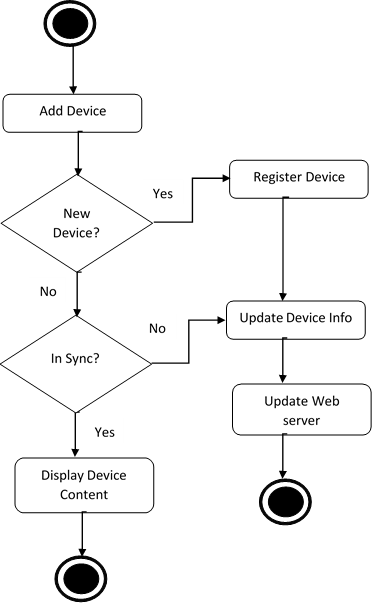 Add Device
Yes
Register Device
New
Device?
No
No
Update Device Info
In Sync?
Update Web
server
Yes
Display Device
Content